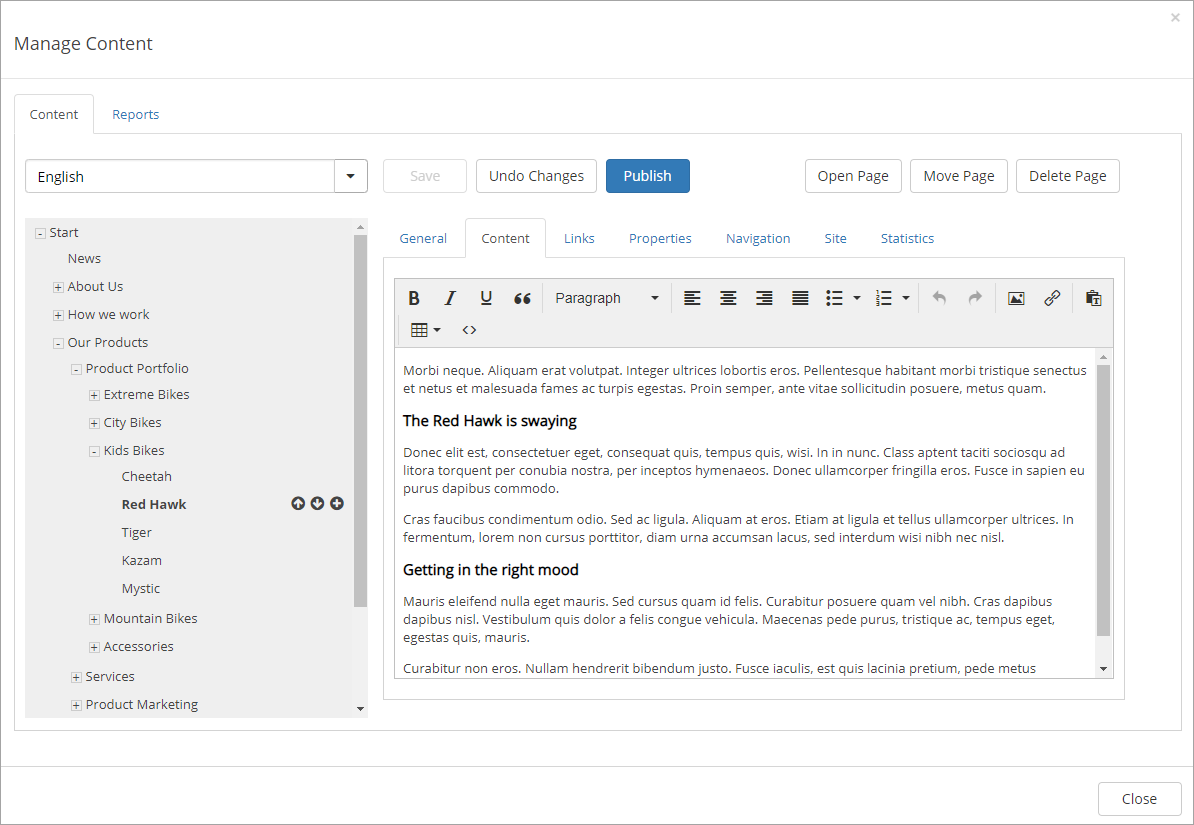 Manage Content
Content
Reports
English
Save
Undo Changes
Publish
Open Page
Move Page
Delete Page
Start
News
About Us
How we work
Our Products
Product Portfolio
Extreme Bikes
City Bikes
Kids Bikes
Cheetah
Red Hawk
Tiger
Kazam
Mystic
Mountain Bikes
Accessories
Services
Product Marketing
General
Content
Links
Properties
Navigation
Site
Statistics
Paragraph
Morbi neque. Aliquam erat volutpat. Integer ultrices lobortis eros. Pellentesque habitant morbi tristique senectus
et netus et malesuada fames ac turpis egestas. Proin semper, ante vitae sollicitudin posuere, metus quam.
The Red Hawk is swaying
Donec elit est, consectetuer eget, consequat quis, tempus quis, wisi. In in nunc. Class aptent taciti sociosqu ad
litora torquent per conubia nostra, per inceptos hymenaeos. Donec ullamcorper fringilla eros. Fusce in sapien eu
purus dapibus commodo.
Cras faucibus condimentum odio. Sed ac ligula. Aliquam at eros. Etiam at ligula et tellus ullamcorper ultrices. In
fermentum, lorem non cursus porttitor, diam urna accumsan lacus, sed interdum wisi nibh nec nisl.
Getting in the right mood
Mauris eleifend nulla eget mauris. Sed cursus quam id felis. Curabitur posuere quam vel nibh. Cras dapibus
dapibus nisl. Vestibulum quis dolor a felis congue vehicula. Maecenas pede purus, tristique ac, tempus eget,
egestas quis, mauris.
Curabitur non eros. Nullam hendrerit bibendum justo. Fusce iaculis, est quis lacinia pretium, pede metus
Close